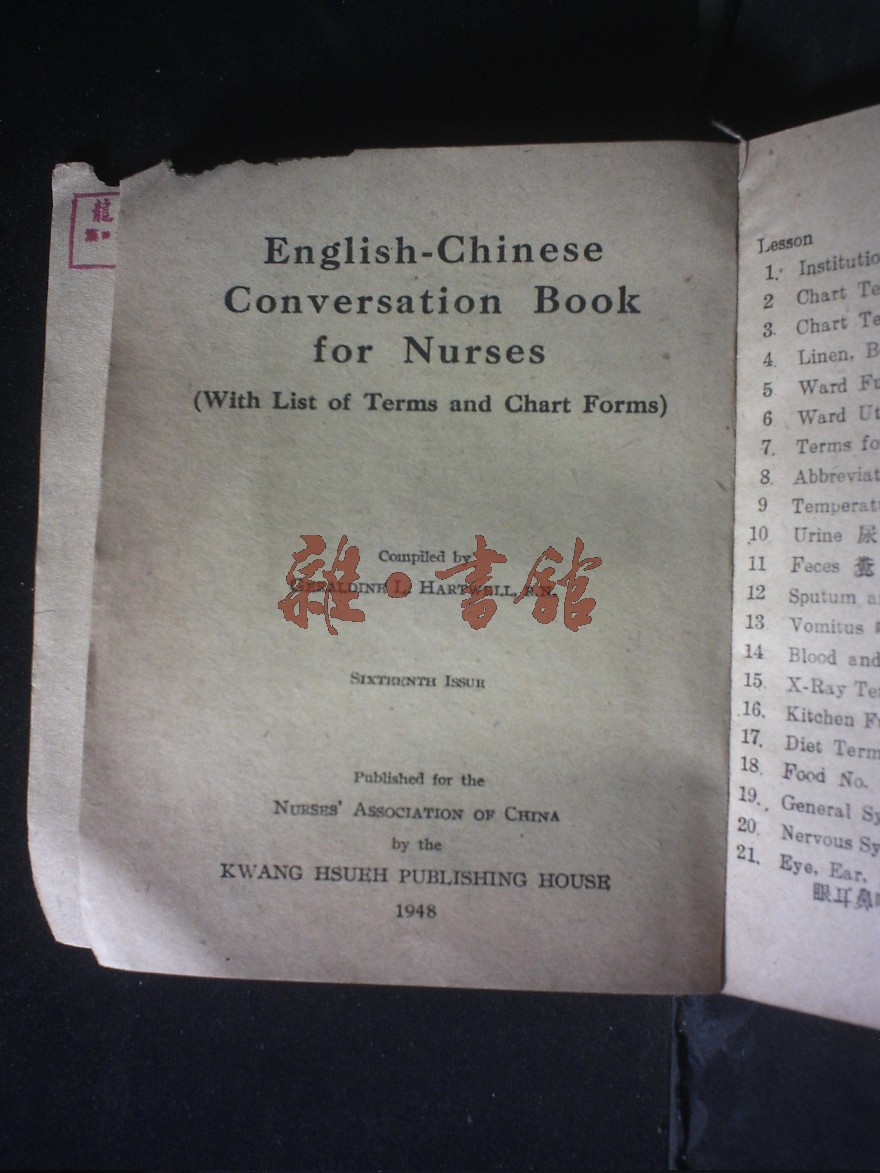 龍
English-Chinese
Conversation Book
for Nurses
(With List of Terms and Chart Forms)
Compiled by
GERALDINE L. HARTWELL, R.N.
雜·書館
SIXTEENTH ISSUE
Published for the
NURSES' ASSOCIATION OF CHINA
by the
KWANG HSUEH PUBLISHING HOUSE
1948
Lesson
1. Institutio
2 Chart Te
3. Chart Te
4. Linen, B
5 Ward Fu
6 Ward Ut
7. Terms fo
8. Abbreviat
9 Temperatu
10 Urine 尿
11 Feces 糞
12 Sputum a
13 Vomitus
14 Blood and
15. X-Ray Te
16. Kitchen F
17. Diet Term
18. Food No.
19. General Sy
20. Nervous Sy
21. Eye, Ear,
眼耳鼻